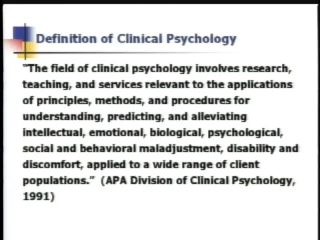 Definition of Clinical Psychology
"The field of clinical psychology involves research,
teaching, and services relevant to the applications
of principles, methods, and procedures for
understanding, predicting, and alleviating
intellectual, emotional, biological, psychological,
social and behavioral maladjustment, disability and
discomfort, applied to a wide range of client
populations." (APA Division of Clinical Psychology,
1991)